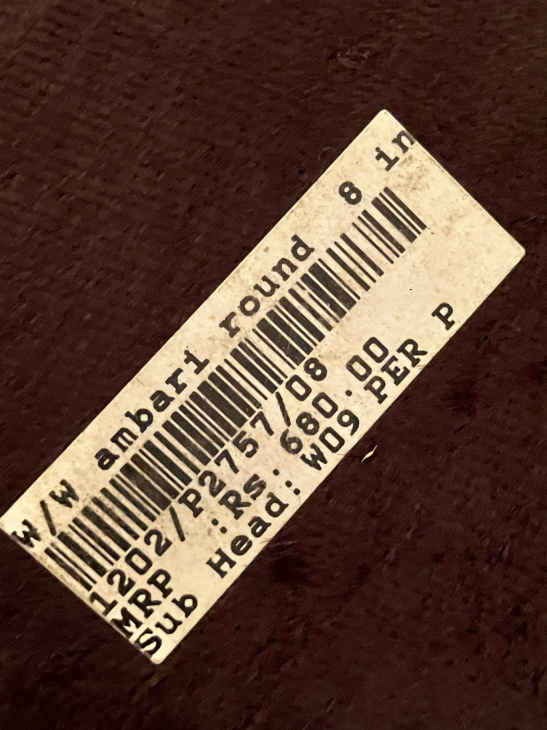 W/W ambari round 8 in
1202/P2757/08
MRP :Rs. 680.00
Sub Head: W09 PER P